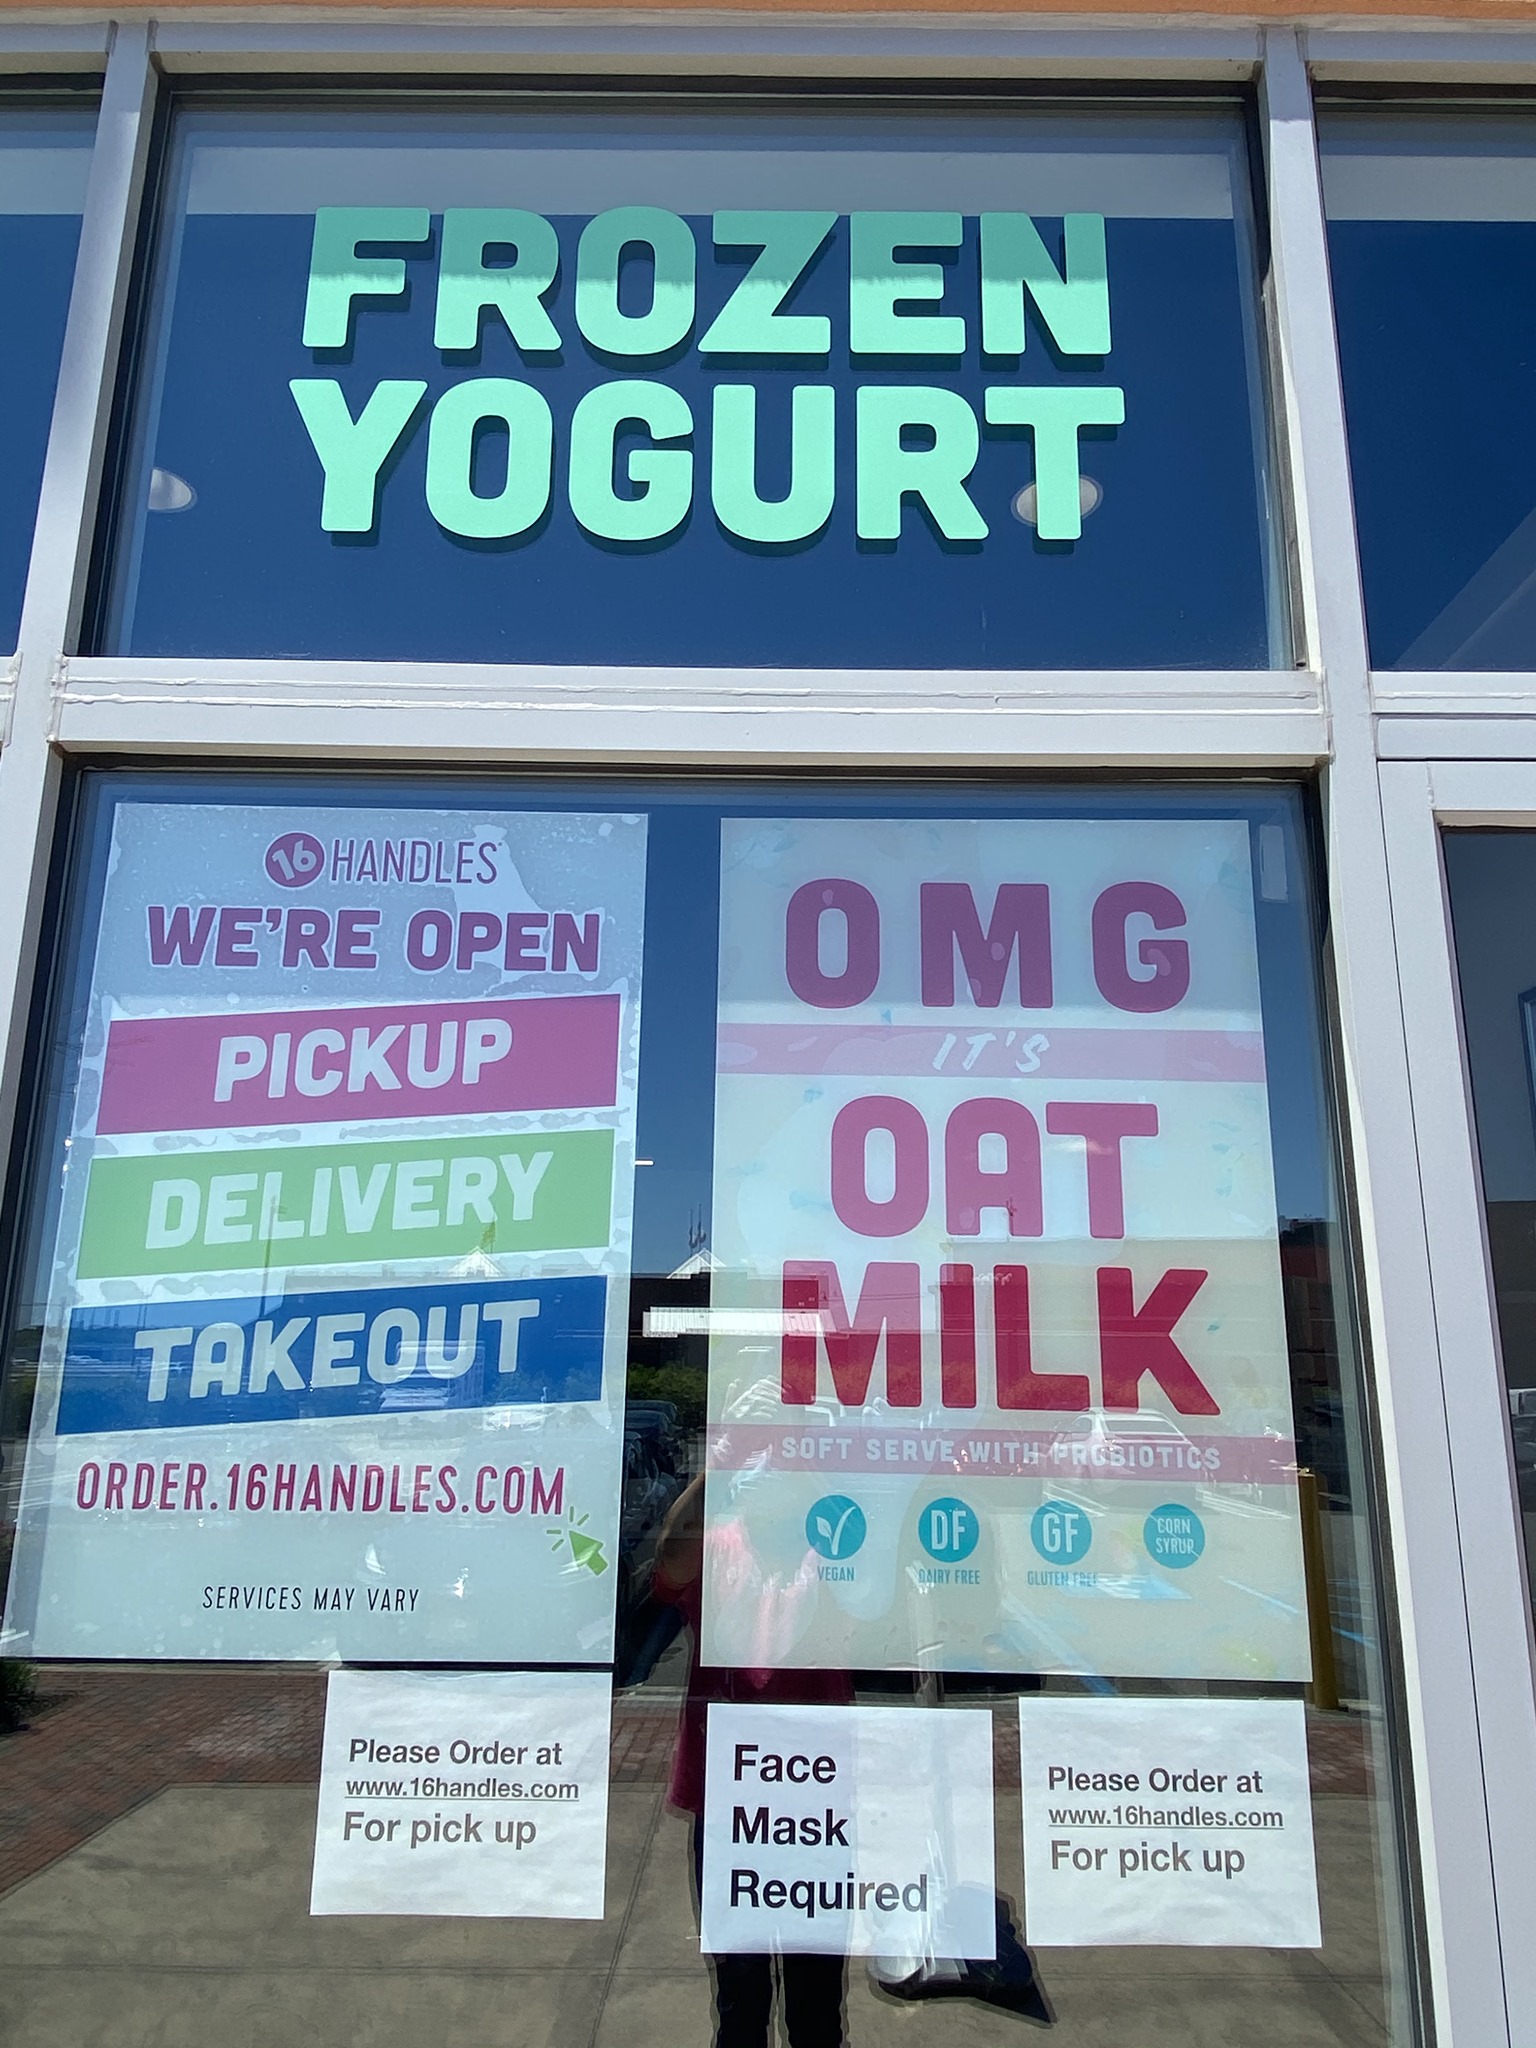 FROZEN
YOGURT
16 HANDLES
WE'RE OPEN
PICKUP
DELIVERY
TAKEOUT
ORDER.16HANDLES.COM
SERVICES MAY VARY
OMG
IT'S
OAT
MILK
SOFT SERVE WITH PROBIOTICS
VEGAN
DF
DAIRY FREE
GF
GLUTEN FREE
CORN
SYRUP
Please Order at
www.16handles.com
For pick up
Face
Mask
Required
Please Order at
www.16handles.com
For pick up